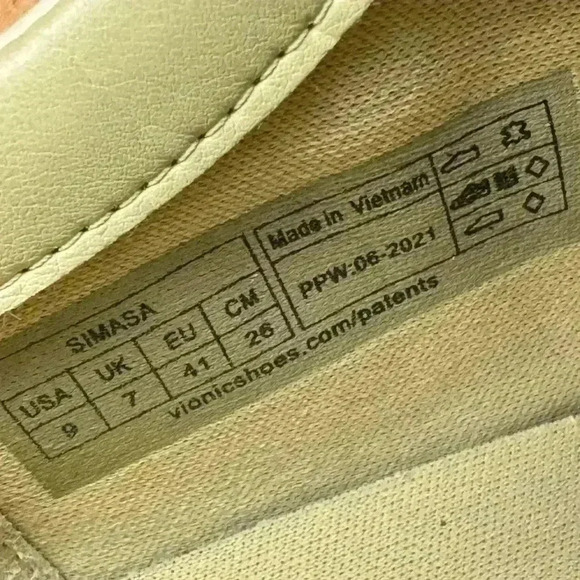 SIMASA
USA UK EU CM
9 7 41 26
Made in Vietnam
PPW-06-2021
vionicshoes.com/patents